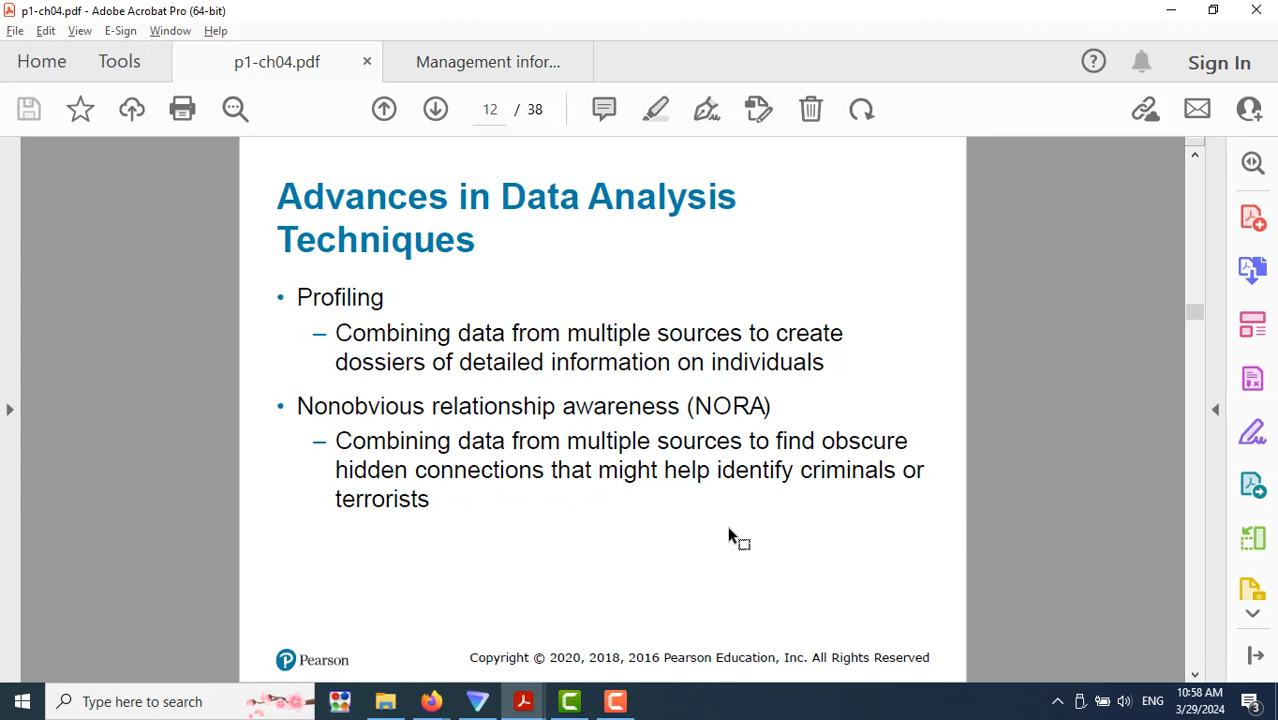 p1-ch04.pdf - Adobe Acrobat Pro (64-bit)
File Edit View E-Sign Window Help
Home Tools p1-ch04.pdf × Management infor...
Sign In
12 / 38
Advances in Data Analysis
Techniques
• Profiling
– Combining data from multiple sources to create
dossiers of detailed information on individuals
• Nonobvious relationship awareness (NORA)
– Combining data from multiple sources to find obscure
hidden connections that might help identify criminals or
terrorists
Pearson
Copyright © 2020, 2018, 2016 Pearson Education, Inc. All Rights Reserved
Type here to search
ENG
10:58 AM
3/29/2024
3